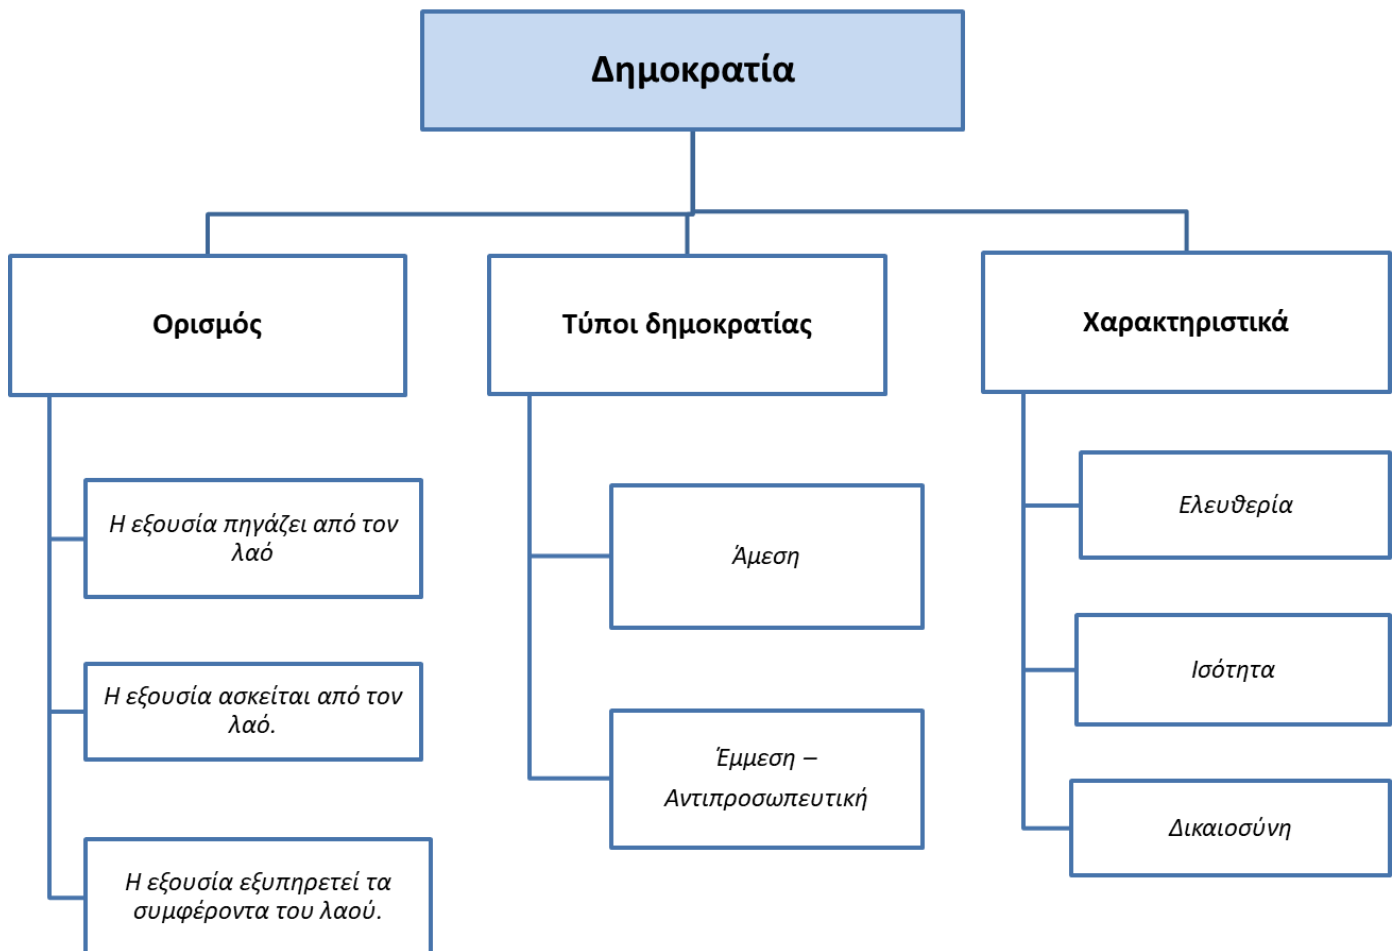 Δημοκρατία
Ορισμός
Η εξουσία πηγάζει από τον
λαό
Η εξουσία ασκείται από τον
λαό.
Η εξουσία εξυπηρετεί τα
συμφέροντα του λαού.
Τύποι δημοκρατίας
Άμεση
Έμμεση –
Αντιπροσωπευτική
Χαρακτηριστικά
Ελευθερία
Ισότητα
Δικαιοσύνη